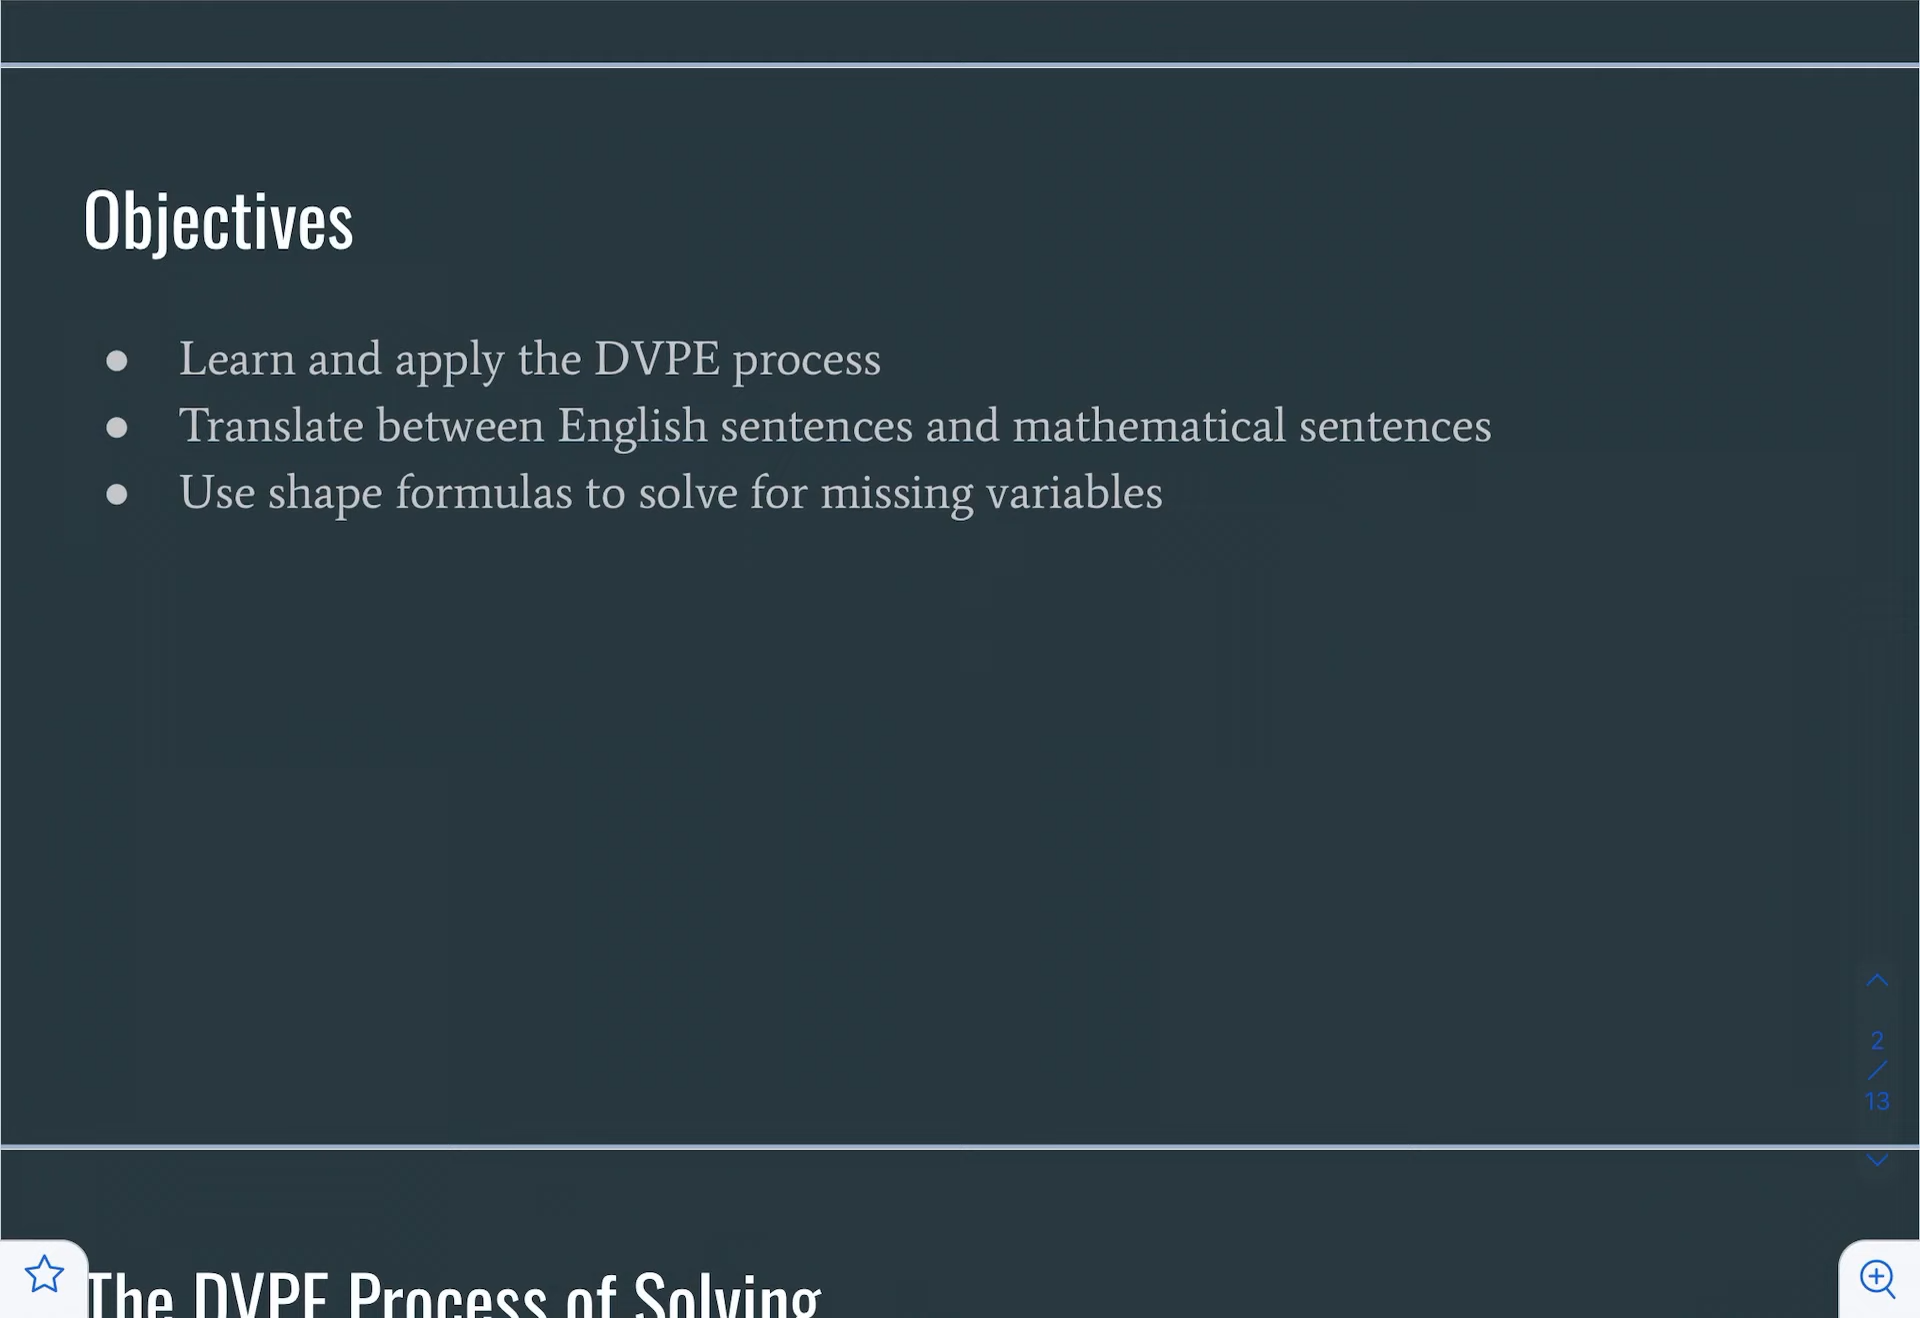 Objectives
● Learn and apply the DVPE process
● Translate between English sentences and mathematical sentences
● Use shape formulas to solve for missing variables
2
/
13
The DVPE Process of Solving